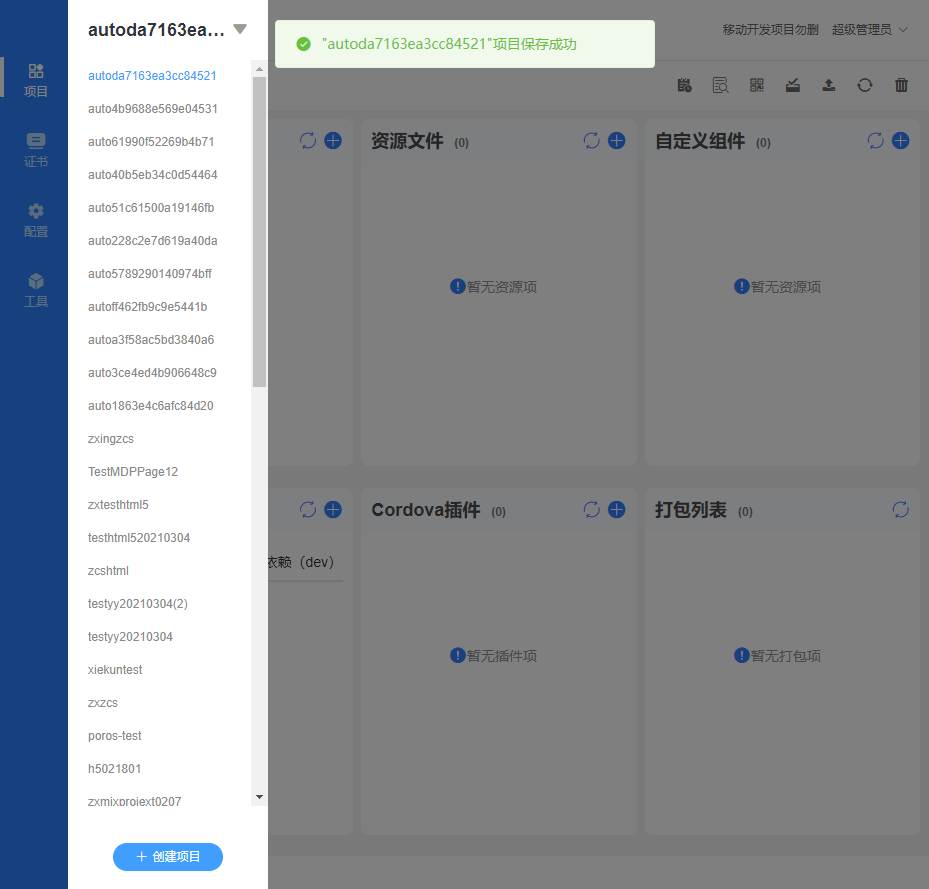 autoda7163ea...
"autoda7163ea3cc84521"项目保存成功
移动开发项目勿删 超级管理员
项目
证书
配置
工具
autoda7163ea3cc84521
auto4b9688e569e04531
auto61990f52269b4b71
auto40b5eb34c0d54464
auto51c61500a19146fb
auto228c2e7d619a40da
auto5789290140974bff
autoff462fb9c9e5441b
autoa3f58ac5bd3840a6
auto3ce4ed4b906648c9
auto1863e4c6afc84d20
zxingzcs
TestMDPPage12
zxtesthtml5
testhtml520210304
zcshtml
testyy20210304(2)
testyy20210304
xiekuntest
zxzcs
poros-test
h5021801
zxmixprojext0207
创建项目
资源文件 (0)
暂无资源项
自定义组件 (0)
暂无资源项
依赖（dev）
Cordova插件 (0)
暂无插件项
打包列表 (0)
暂无打包项